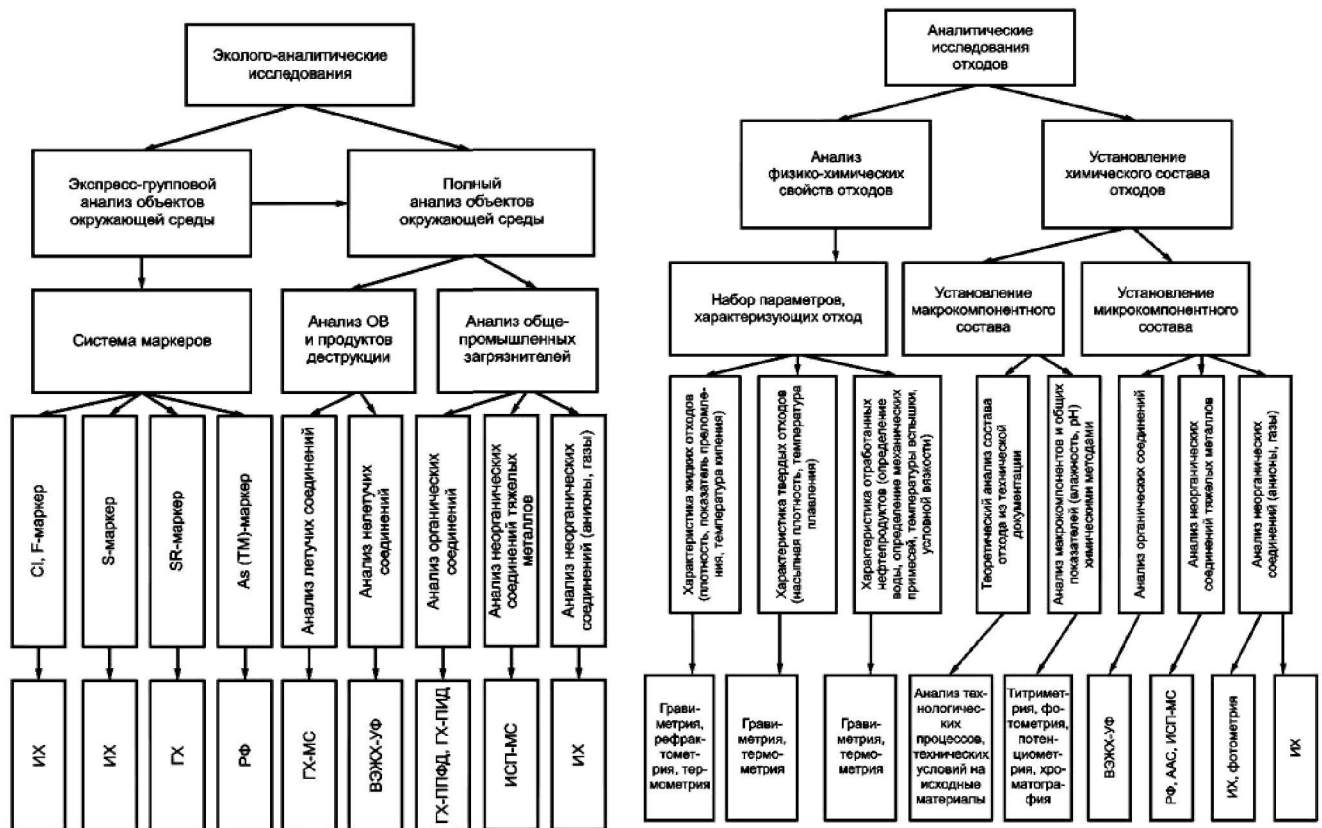 Эколого-аналитические
исследования
Экспресс-групповой
анализ объектов
окружающей среды
Полный
анализ объектов
окружающей среды
Система маркеров
Анализ ОВ
и продуктов
деструкции
Анализ обще-
промышленных
загрязнителей
Cl, F-маркер
S-маркер
SR-маркер
As (ТМ)-маркер
Анализ летучих соединений
Анализ нелетучих
соединений
Анализ органических
соединений
Анализ неорганических
соединений тяжелых
металлов
Анализ неорганических
соединений (анионы, газы)
ИХ
ИХ
ГХ
РФ
ГХ-МС
ВЭЖХ-УФ
ГХ-ППФД, ГХ-ПИД
ИСП-МС
ИХ
Аналитические
исследования
отходов
Анализ
физико-химических
свойств отходов
Установление
химического состава
отходов
Набор параметров,
характеризующих отход
Установление
макрокомпонентного
состава
Установление
микрокомпонентного
состава
Характеристика жидких отходов
(плотность, показатель преломле-
ния, температура кипения)
Характеристика твердых отходов
(насыпная плотность, температура
плавления)
Характеристика отработанных
нефтепродуктов (определение
воды, определение механических
примесей, температуры вспышки,
условной вязкости)
Теоретический анализ состава
отхода из технической
документации
Анализ макрокомпонентов и общих
показателей (влажность, pH)
химическими методами
Анализ органических соединений
Анализ неорганических
соединений тяжелых металлов
Анализ неорганических
соединений (анионы, газы)
Грави-
метрия,
рефрак-
томет-
рия, тер-
мометрия
Грави-
метрия,
термо-
метрия
Грави-
метрия,
термо-
метрия
Анализ тех-
нологичес-
ких
процессов,
технических
условий на
исходные
материалы
Титримет-
рия, фо-
тометрия,
потен-
циомет-
рия, хро-
матогра-
фия
ВЭЖХ-УФ
РФ, ААС, ИСП-МС
ИХ, фотометрия
ИХ